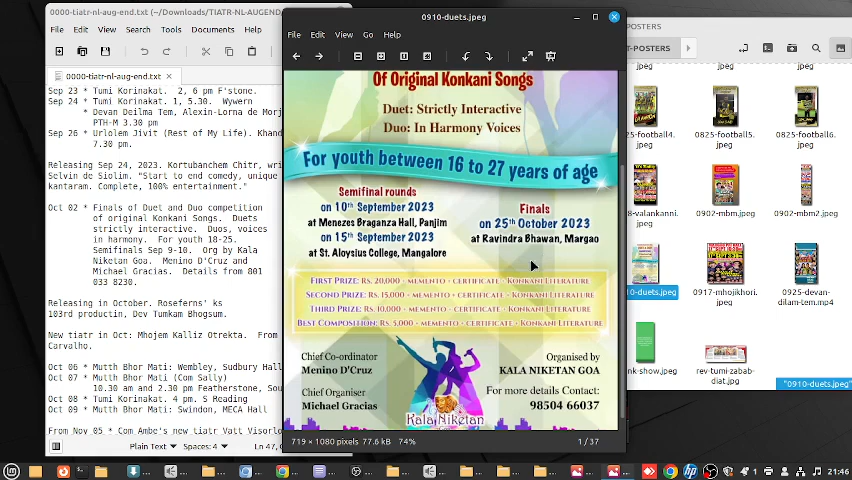 0000-tiatr-nl-aug-end.txt (~/Downloads/TIATR-NL-AUGEND
File Edit View Search Tools Documents Help
0000-tiatr-nl-aug-end.txt
Sep 23 * Tumi Korinakat. 2, 6 pm F'stone.
Sep 24 * Tumi Korinakat. 1, 5.30. Wywern
* Devan Deilma Tem, Alexin-Lorna de Morj
PTH-M 3.30 pm
Sep 26 * Urlolem Jivit (Rest of My Life). Khand
7.30 pm.
Releasing Sep 24, 2023. Kortubanchem Chitr, wri
Selvin de Siolim. "Start to end comedy, unique
kantaram. Complete, 100% entertainment."
Oct 02 * Finals of Duet and Duo competition
of original Konkani Songs. Duets
strictly interactive. Duos, voices
in harmony. For youth 18-25.
Semifinals Sep 9-10. Org by Kala
Niketan. Menino D'Cruz and
Michael Gracias. Details from 801
033 8230.
Releasing in October. Roseferns' ks
103rd productin, Dev Tumkam Bhogsum.
New tiatr in Oct: Mhojem Kalliz Otrekta. From
Carvalho.
Oct 06 * Mutth Bhor Mati: Wembley, Sudbury Hall
Oct 07 * Mutth Bhor Mati (Com Sally)
10.30 am and 2.30 pm Featherstone, Sou
Oct 08 * Tumi Korinakat. 4 pm. S Reading
Oct 09 * Mutth Bhor Mati: Swindon, MECA Hall
From Nov 05 * Com Ambe's new tiatr Vatt Visorlo
Plain Text Spaces: 4 Ln 47,
0910-duets.jpeg
File Edit View Go Help
Of Original Konkani Songs
Duet: Strictly Interactive
Duo: In Harmony Voices
For youth between 16 to 27 years of age
Semifinal rounds
on 10th September 2023
at Menezes Braganza Hall, Panjim
on 15th September 2023
at St. Aloysius College, Mangalore
Finals
on 25th October 2023
at Ravindra Bhawan, Margao
First Prize: Rs. 20,000 • memento • certificate • Konkani Literature
Second Prize: Rs. 15,000 • memento • certificate • Konkani Literature
Third Prize: Rs. 10,000 • memento • certificate • Konkani Literature
Best Composition: Rs. 5,000 • memento • certificate • Konkani Literature
Chief Co-ordinator
Menino D'Cruz
Chief Organiser
Michael Gracias
Kala Niketan
Organised by
KALA NIKETAN GOA
For more details Contact:
98504 66037
719 × 1080 pixels 77.6 kB 74% 1 / 37
POSTERS
T-POSTERS
25-football4.
jpeg
0825-football5.
jpeg
0825-football6.
jpeg
8-valankanni.
jpeg
0902-mbm.jpeg
0902-mbm2.jpeg
10-duets.jpeg
0917-mhojikhori.
jpeg
0925-devan-
dilam-tem.mp4
nk-show.jpeg
rev-tumi-zabab-
diat.jpg
"0910-duets.jpeg"
21:46